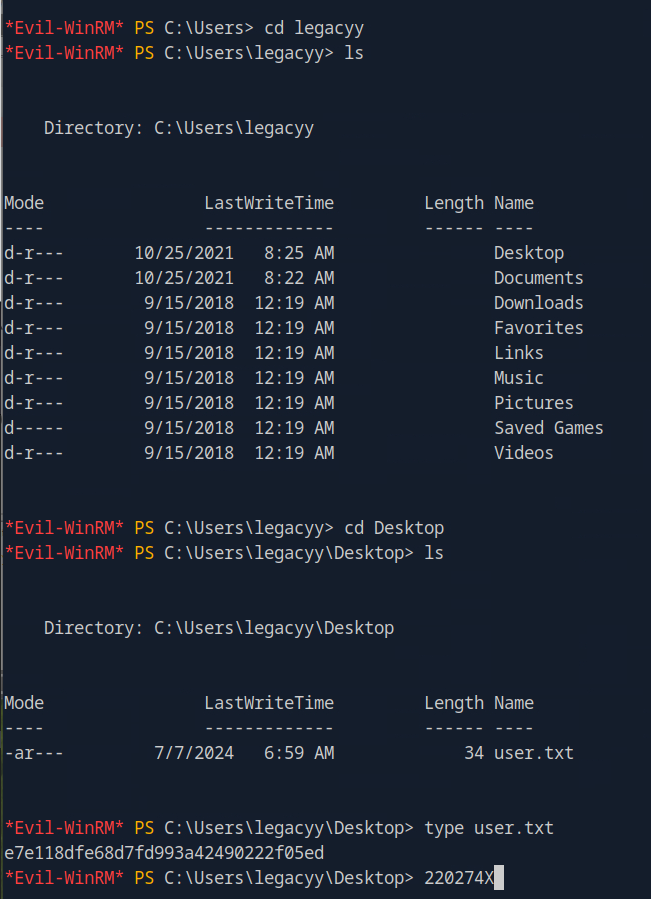 *Evil-WinRM* PS C:\Users> cd legacyy
*Evil-WinRM* PS C:\Users\legacyy> ls
Directory: C:\Users\legacyy
Mode LastWriteTime Length Name
---- ------------- ------ ----
d-r--- 10/25/2021 8:25 AM Desktop
d-r--- 10/25/2021 8:22 AM Documents
d-r--- 9/15/2018 12:19 AM Downloads
d-r--- 9/15/2018 12:19 AM Favorites
d-r--- 9/15/2018 12:19 AM Links
d-r--- 9/15/2018 12:19 AM Music
d-r--- 9/15/2018 12:19 AM Pictures
d----- 9/15/2018 12:19 AM Saved Games
d-r--- 9/15/2018 12:19 AM Videos
*Evil-WinRM* PS C:\Users\legacyy> cd Desktop
*Evil-WinRM* PS C:\Users\legacyy\Desktop> ls
Directory: C:\Users\legacyy\Desktop
Mode LastWriteTime Length Name
---- ------------- ------ ----
-ar--- 7/7/2024 6:59 AM 34 user.txt
*Evil-WinRM* PS C:\Users\legacyy\Desktop> type user.txt
e7e118dfe68d7fd993a42490222f05ed
*Evil-WinRM* PS C:\Users\legacyy\Desktop> 220274X